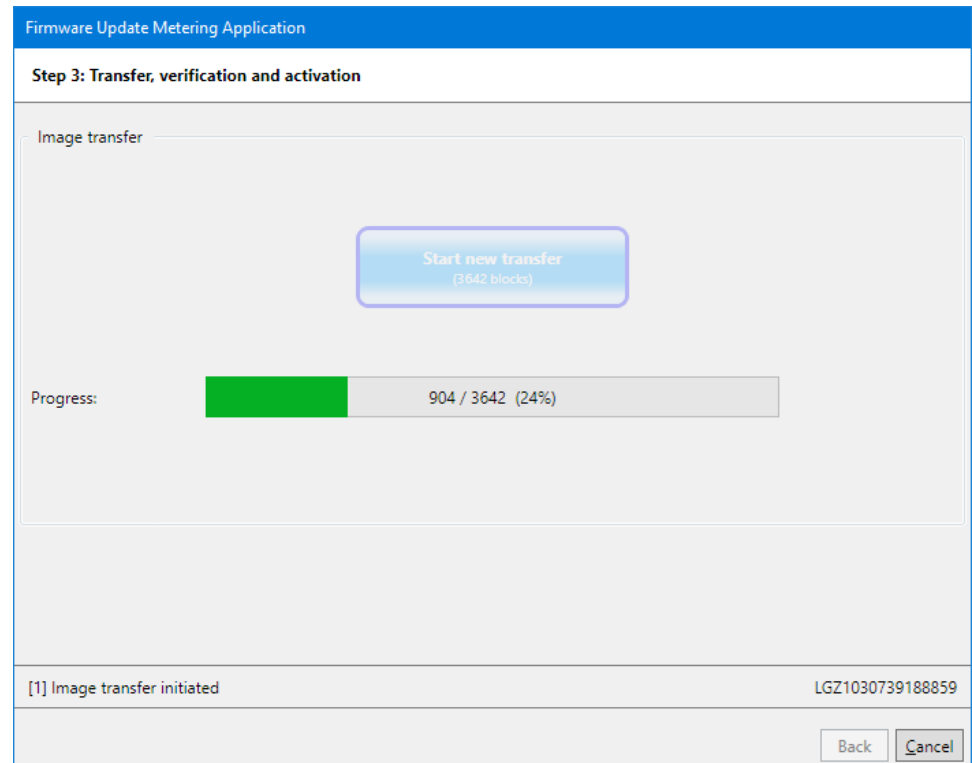 Firmware Update Metering Application
Step 3: Transfer, verification and activation
Image transfer
Start new transfer
(3642 blocks)
Progress:
904 / 3642 (24%)
[1] Image transfer initiated
LGZ1030739188859
Back
Cancel